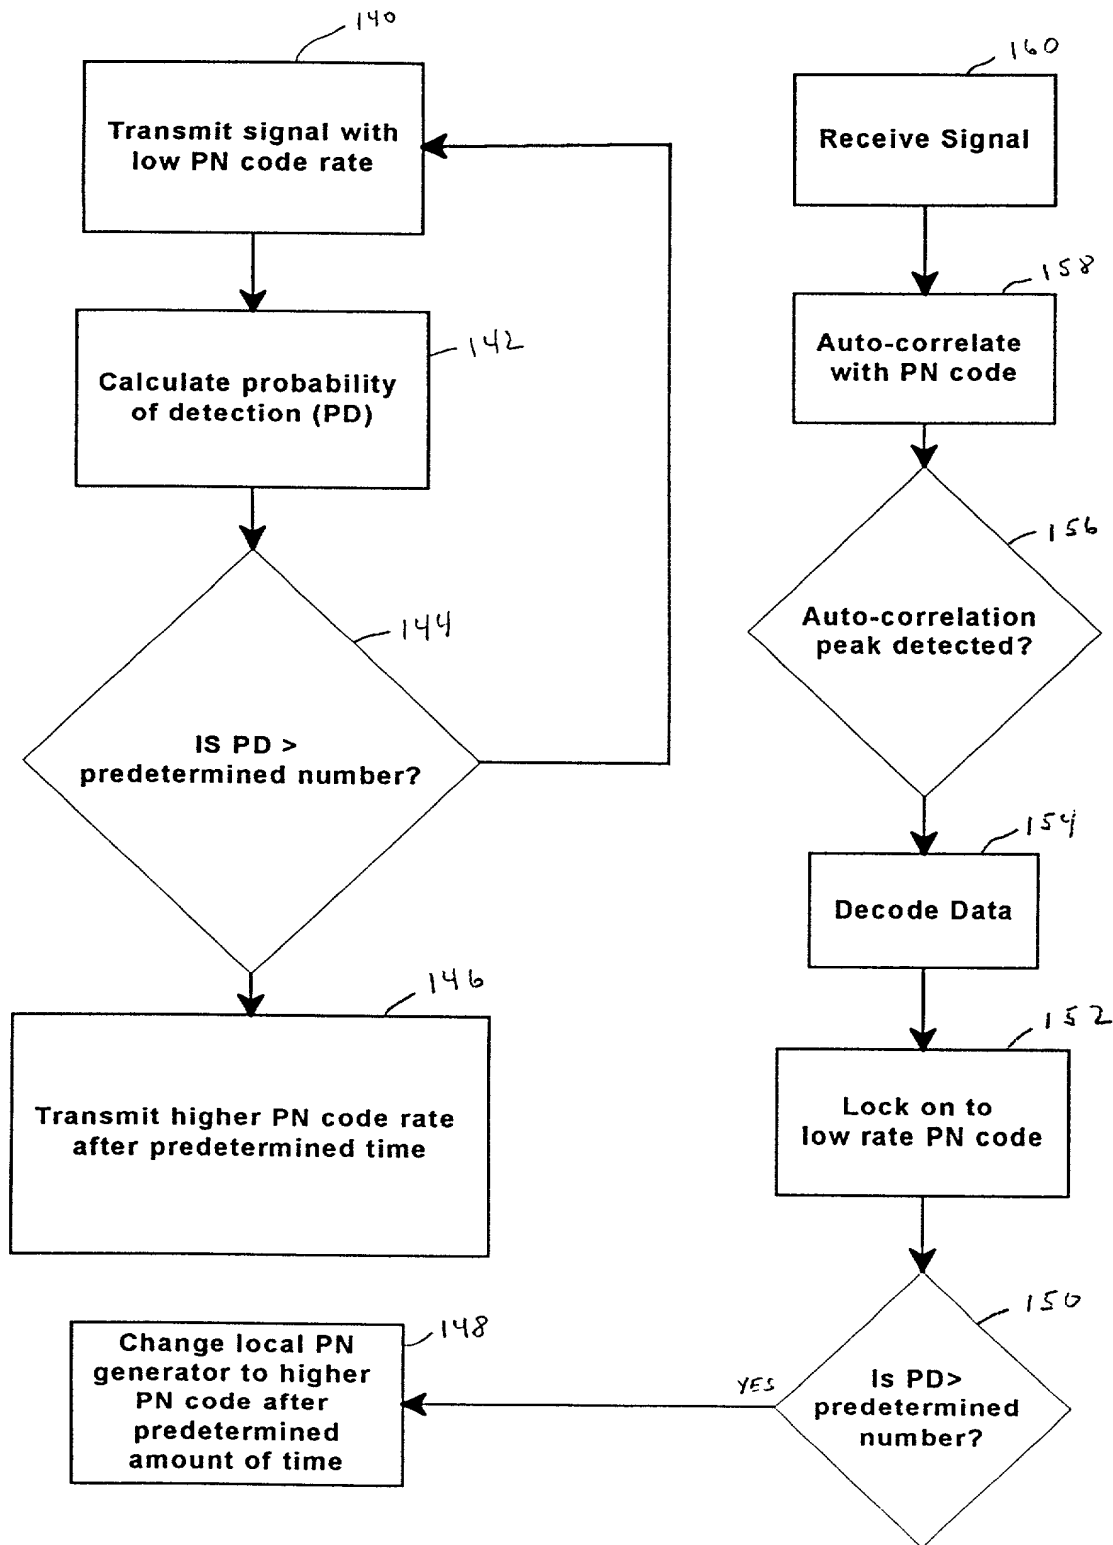 140
Transmit signal with
low PN code rate
142
Calculate probability
of detection (PD)
144
IS PD >
predetermined number?
146
Transmit higher PN code rate
after predetermined time
148
Change local PN
generator to higher
PN code after
predetermined
amount of time
160
Receive Signal
158
Auto-correlate
with PN code
156
Auto-correlation
peak detected?
154
Decode Data
152
Lock on to
low rate PN code
150
Is PD>
predetermined
number?
YES